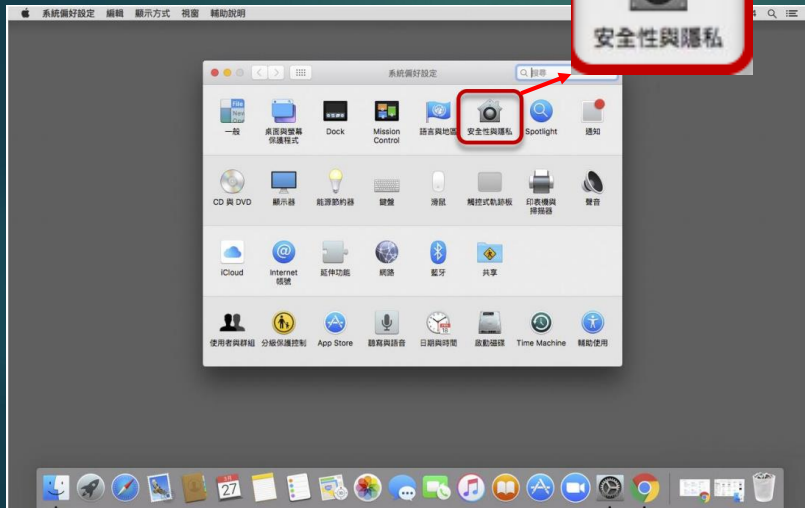 系統偏好設定 編輯 顯示方式 視窗 輔助說明
安全性與隱私
系統偏好設定
搜尋
一般
桌面與螢幕
保護程式
Dock
Mission
Control
語言與地區
安全性與隱私
Spotlight
通知
CD 與 DVD
顯示器
能源節約器
鍵盤
滑鼠
觸控式軌跡板
印表機與
掃描器
聲音
iCloud
Internet
帳號
延伸功能
網路
藍牙
共享
使用者與群組
分級保護控制
App Store
聽寫與語音
日期與時間
啟動磁碟
Time Machine
輔助使用
27